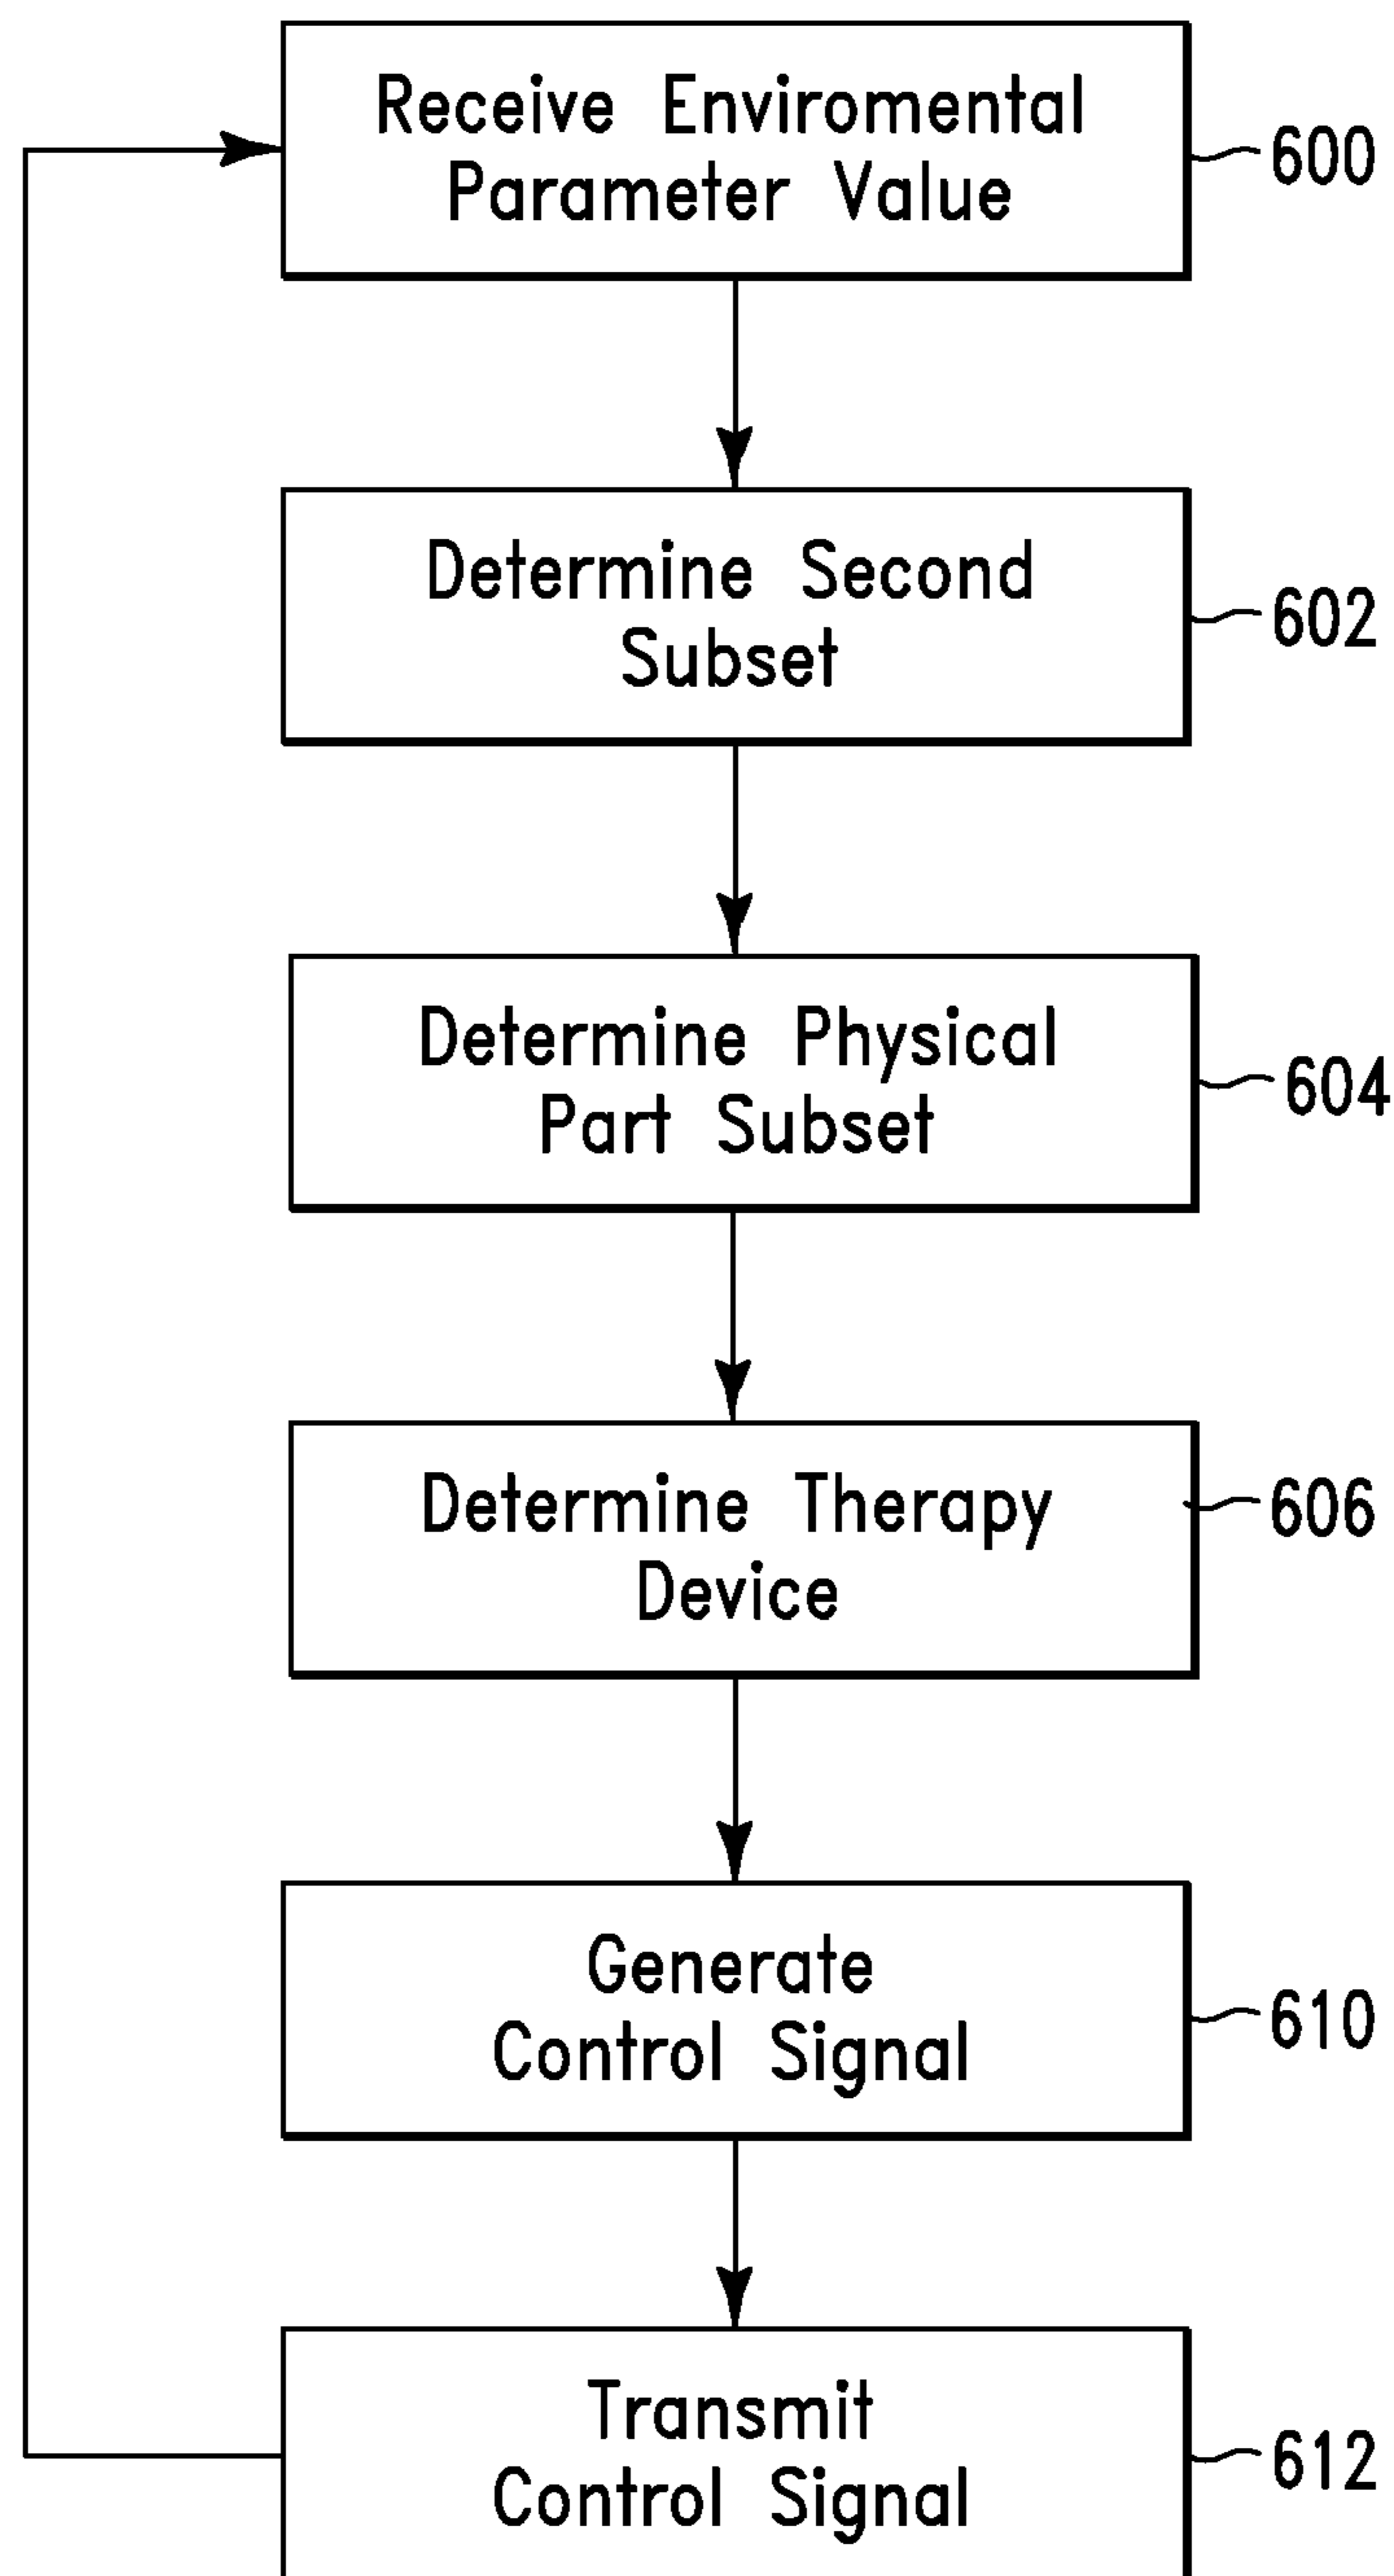 Receive Enviromental
Parameter Value
600
Determine Second
Subset
602
Determine Physical
Part Subset
604
Determine Therapy
Device
606
Generate
Control Signal
610
Transmit
Control Signal
612